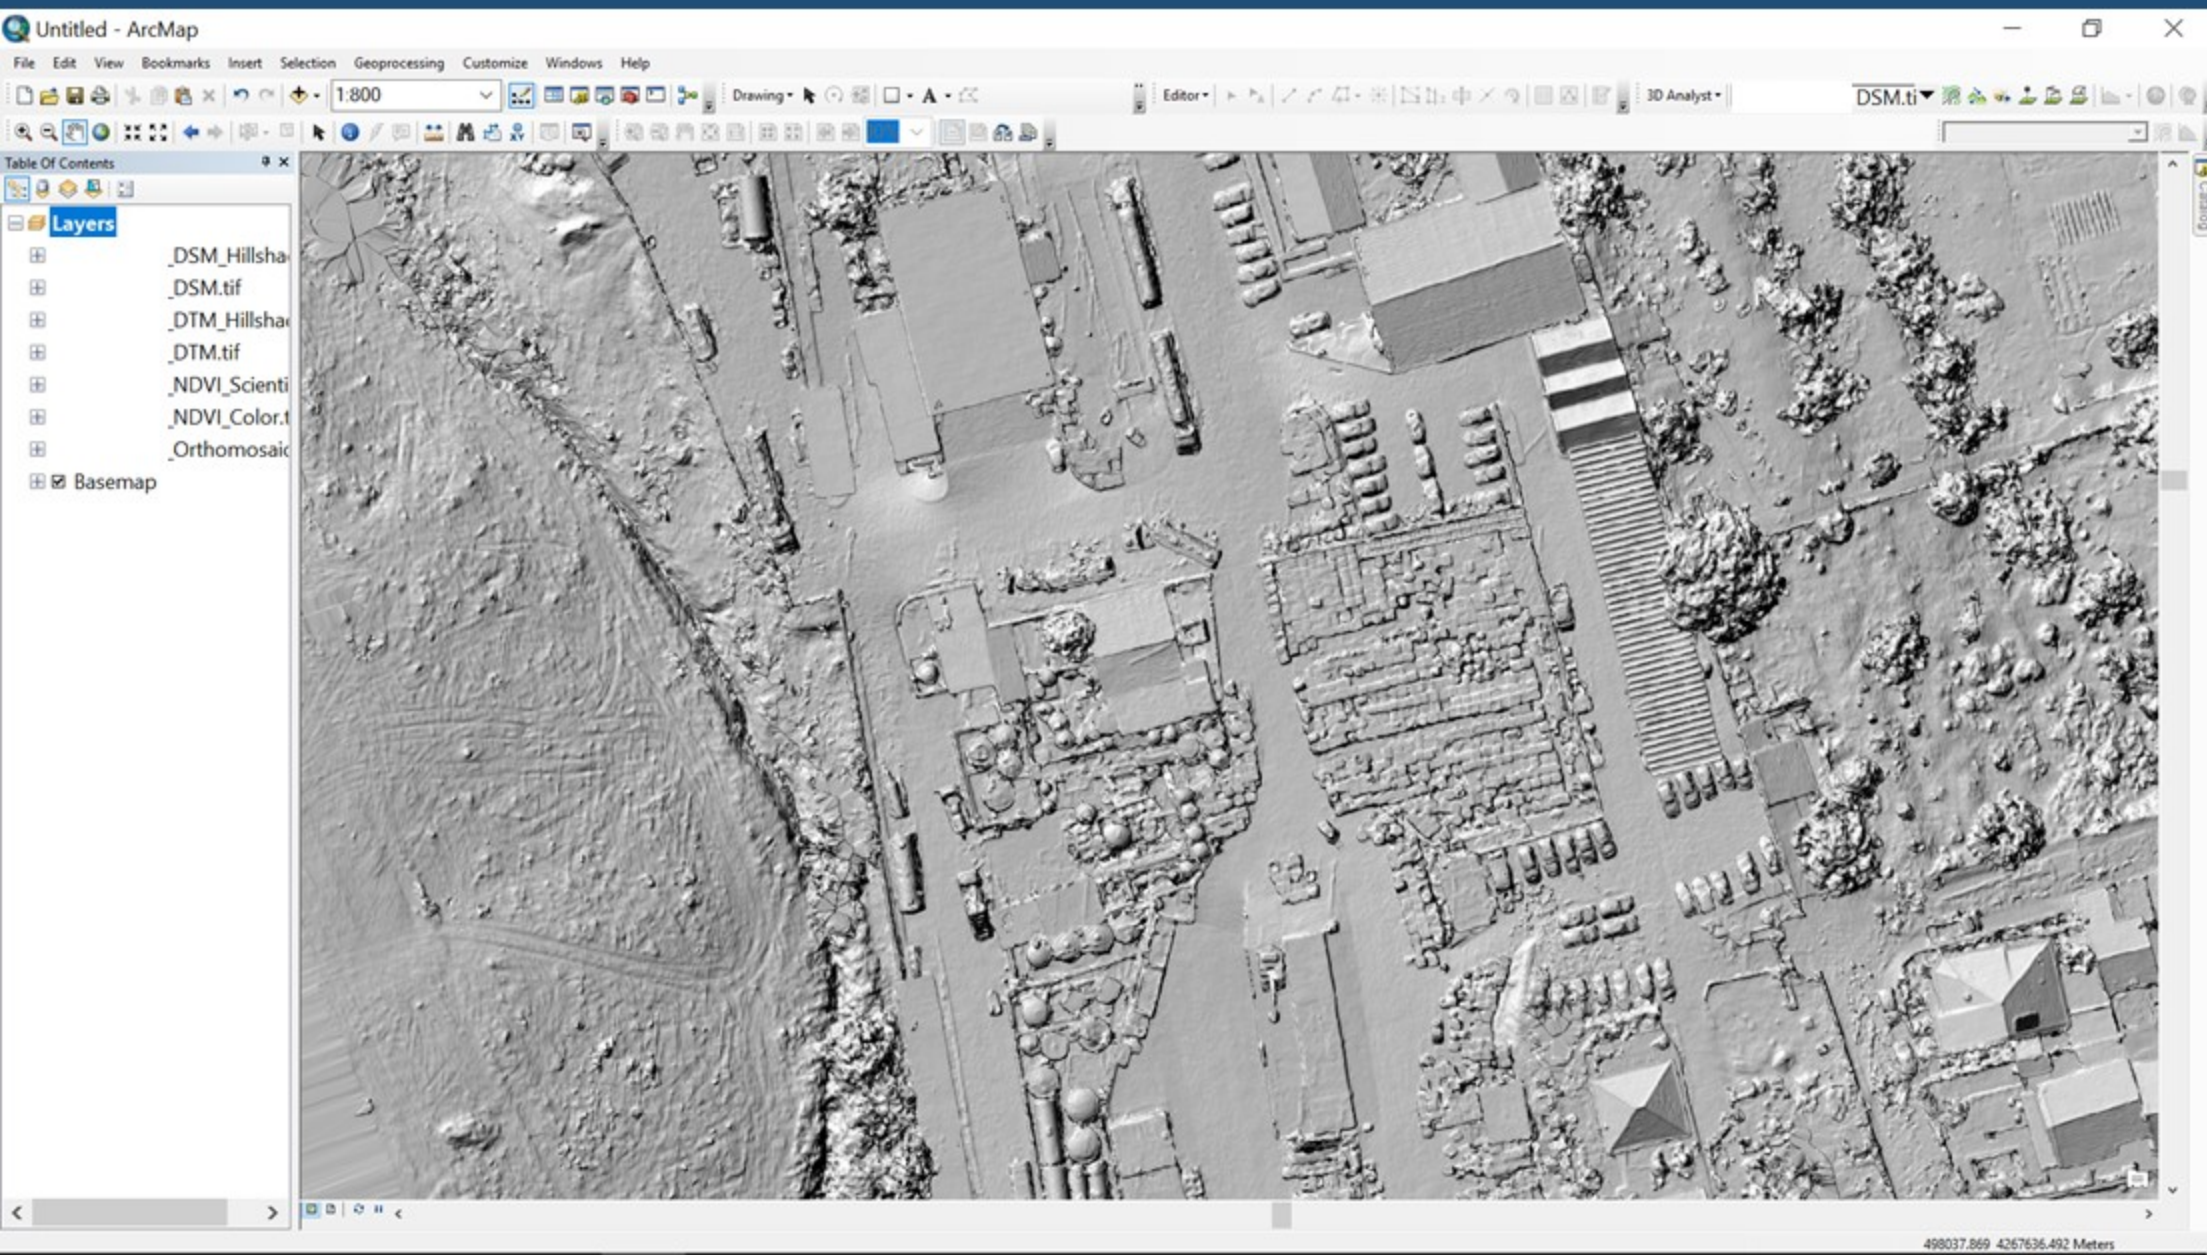 Untitled - ArcMap
File Edit View Bookmarks Insert Selection Geoprocessing Customize Windows Help
1:800 Drawing A Editor 3D Analyst DSM.ti
Table Of Contents
Layers
_DSM_Hillsha
_DSM.tif
_DTM_Hillsha
_DTM.tif
_NDVI_Scienti
_NDVI_Color.t
_Orthomosaic
Basemap
498037.869 4267636.492 Meters